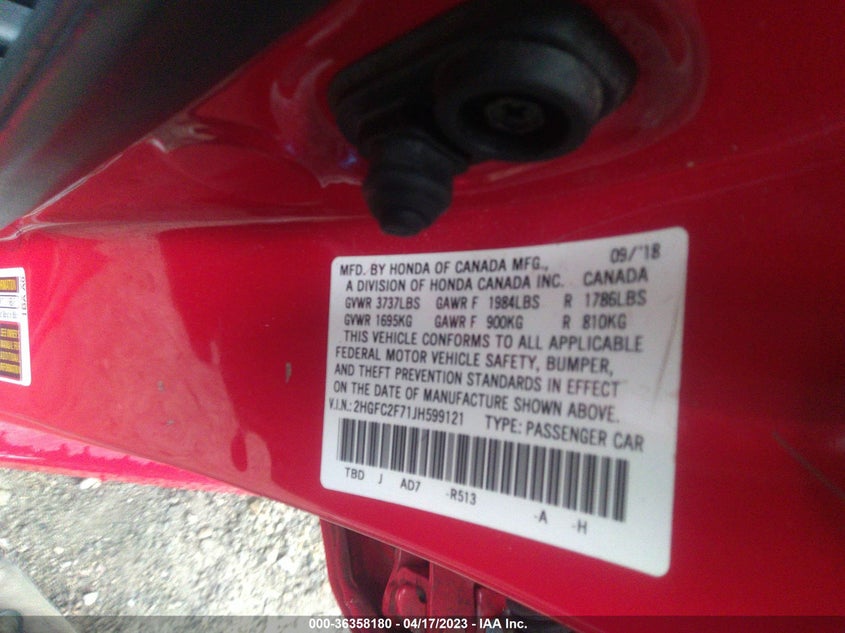 09/'18
MFD. BY HONDA OF CANADA MFG.,
A DIVISION OF HONDA CANADA INC. CANADA
GVWR 3737LBS GAWR F 1984LBS R 1786LBS
GVWR 1695KG GAWR F 900KG R 810KG
THIS VEHICLE CONFORMS TO ALL APPLICABLE
FEDERAL MOTOR VEHICLE SAFETY, BUMPER,
AND THEFT PREVENTION STANDARDS IN EFFECT
ON THE DATE OF MANUFACTURE SHOWN ABOVE.
V.I.N.: 2HGFC2F71JH599121 TYPE: PASSENGER CAR
TBD J AD7 -R513 -A -H
000-36358180 - 04/17/2023 - IAA Inc.